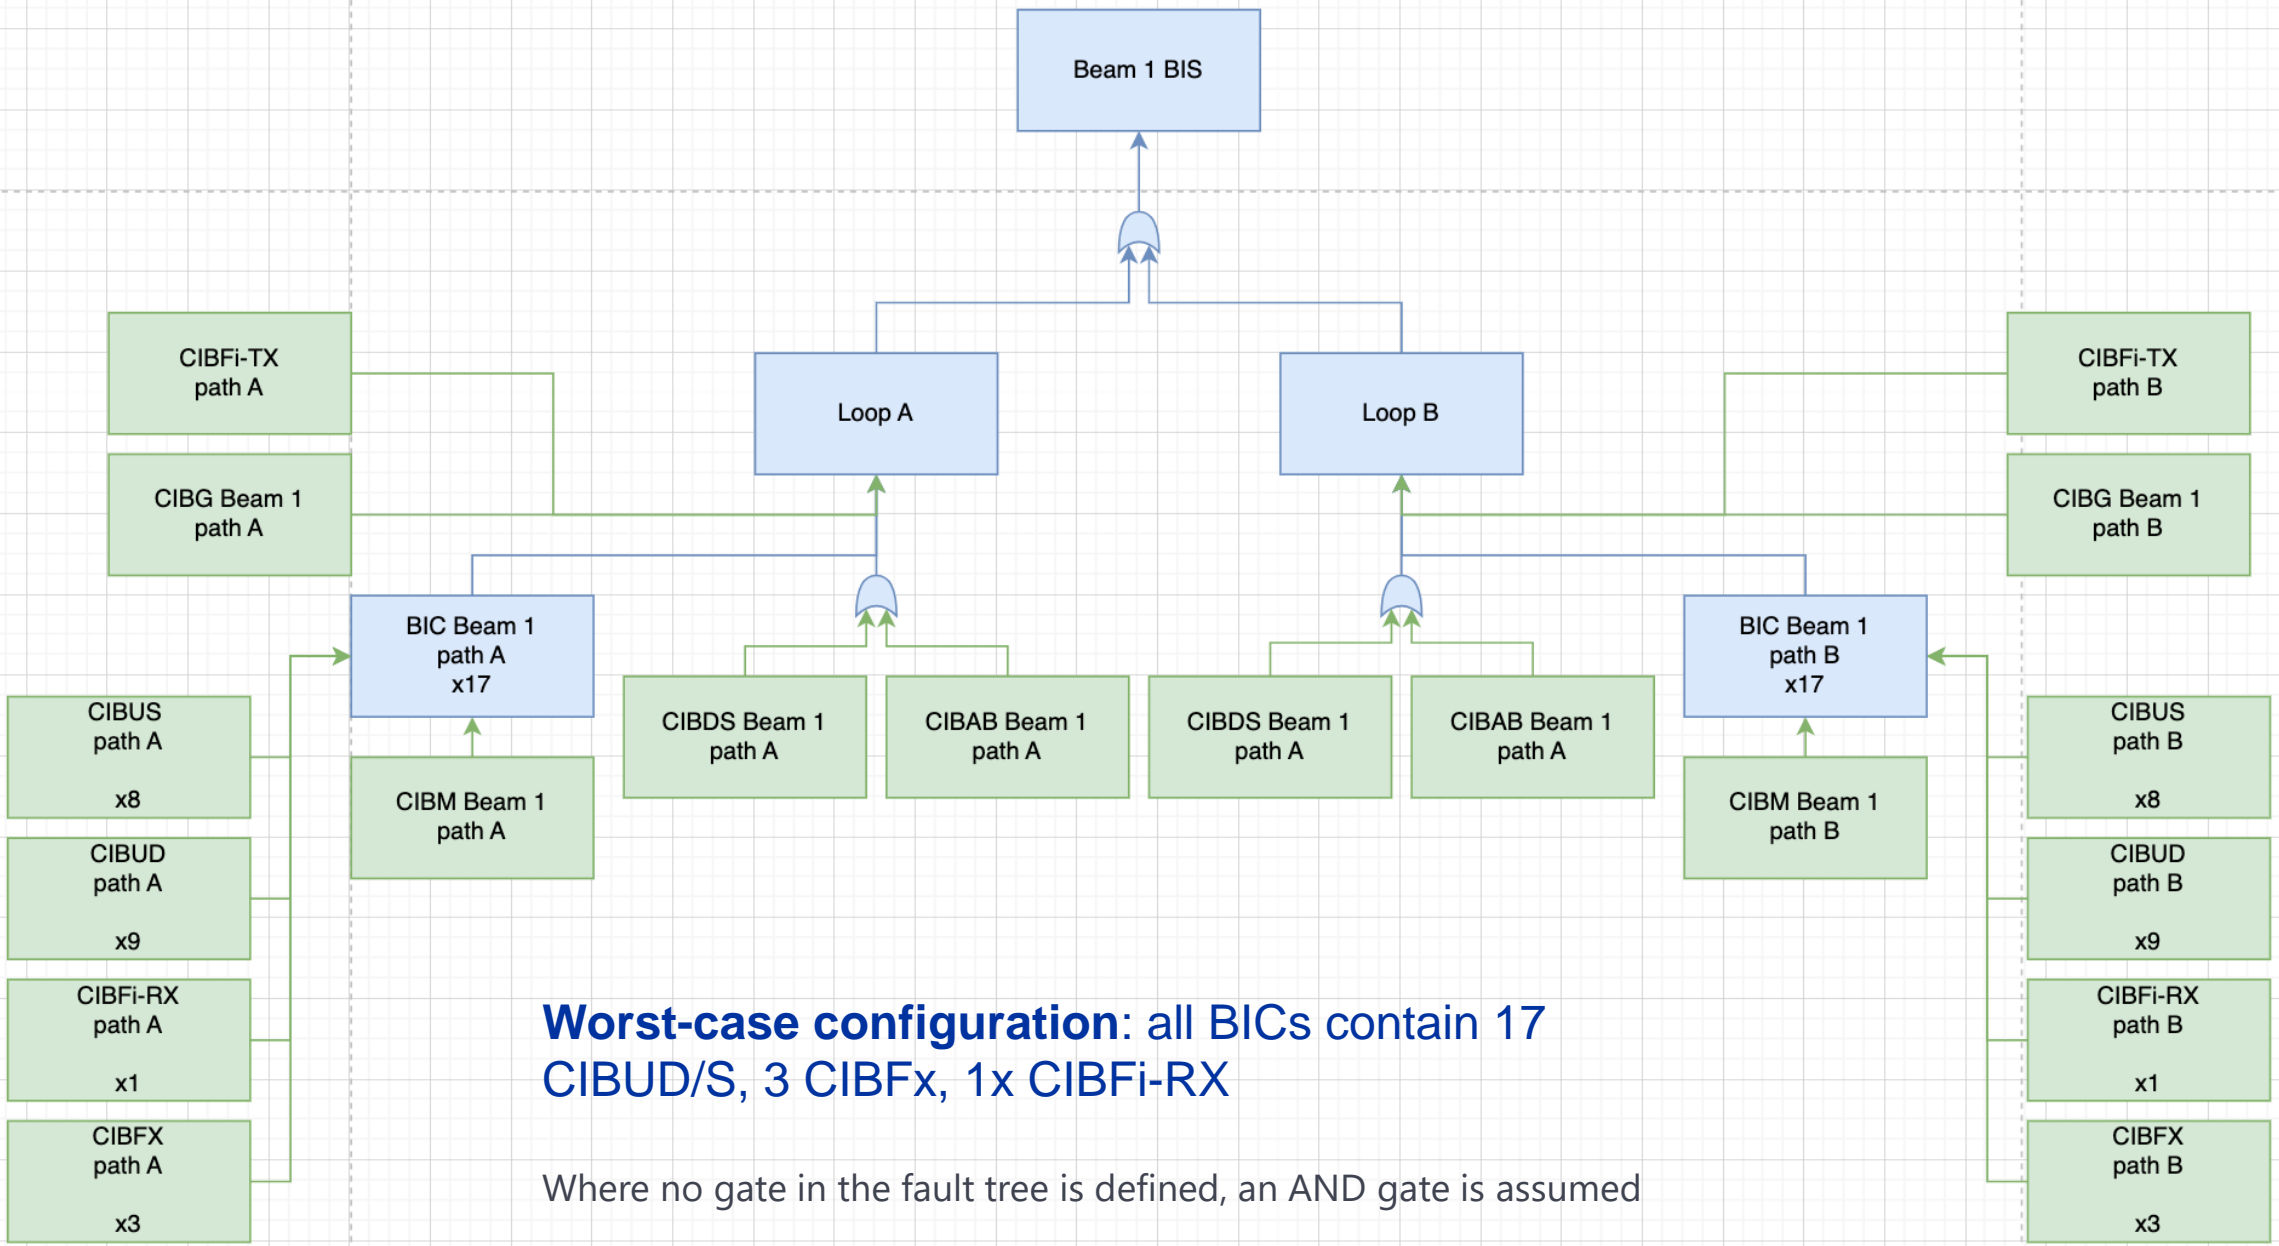 Beam 1 BIS
CIBFi-TX
path A
CIBG Beam 1
path A
Loop A
Loop B
CIBFi-TX
path B
CIBG Beam 1
path B
BIC Beam 1
path A
x17
CIBUS
path A
x8
CIBUD
path A
x9
CIBFi-RX
path A
x1
CIBFX
path A
x3
CIBM Beam 1
path A
CIBDS Beam 1
path A
CIBAB Beam 1
path A
CIBDS Beam 1
path A
CIBAB Beam 1
path A
BIC Beam 1
path B
x17
CIBM Beam 1
path B
CIBUS
path B
x8
CIBUD
path B
x9
CIBFi-RX
path B
x1
CIBFX
path B
x3
Worst-case configuration: all BICs contain 17
CIBUD/S, 3 CIBFx, 1x CIBFi-RX
Where no gate in the fault tree is defined, an AND gate is assumed